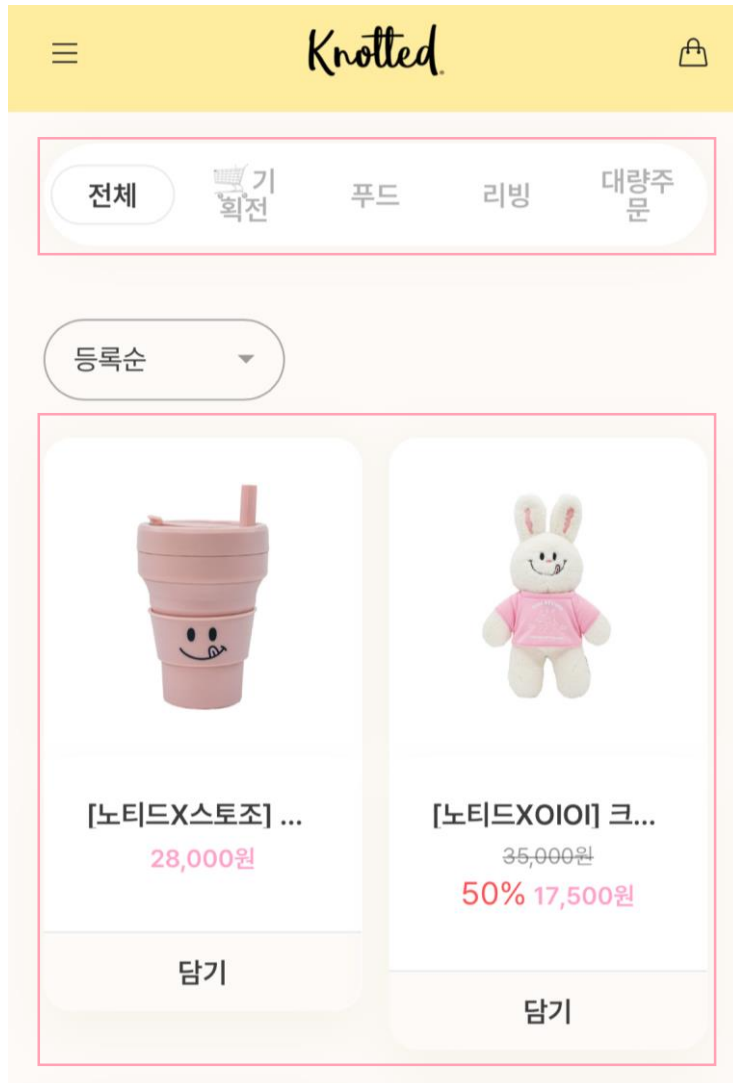 Knotted.
전체
🛒 기
획전
푸드
리빙
대량주
문
등록순
[노티드X스토조] ...
28,000원
담기
[노티드XOIOI] 크...
35,000원
50% 17,500원
담기